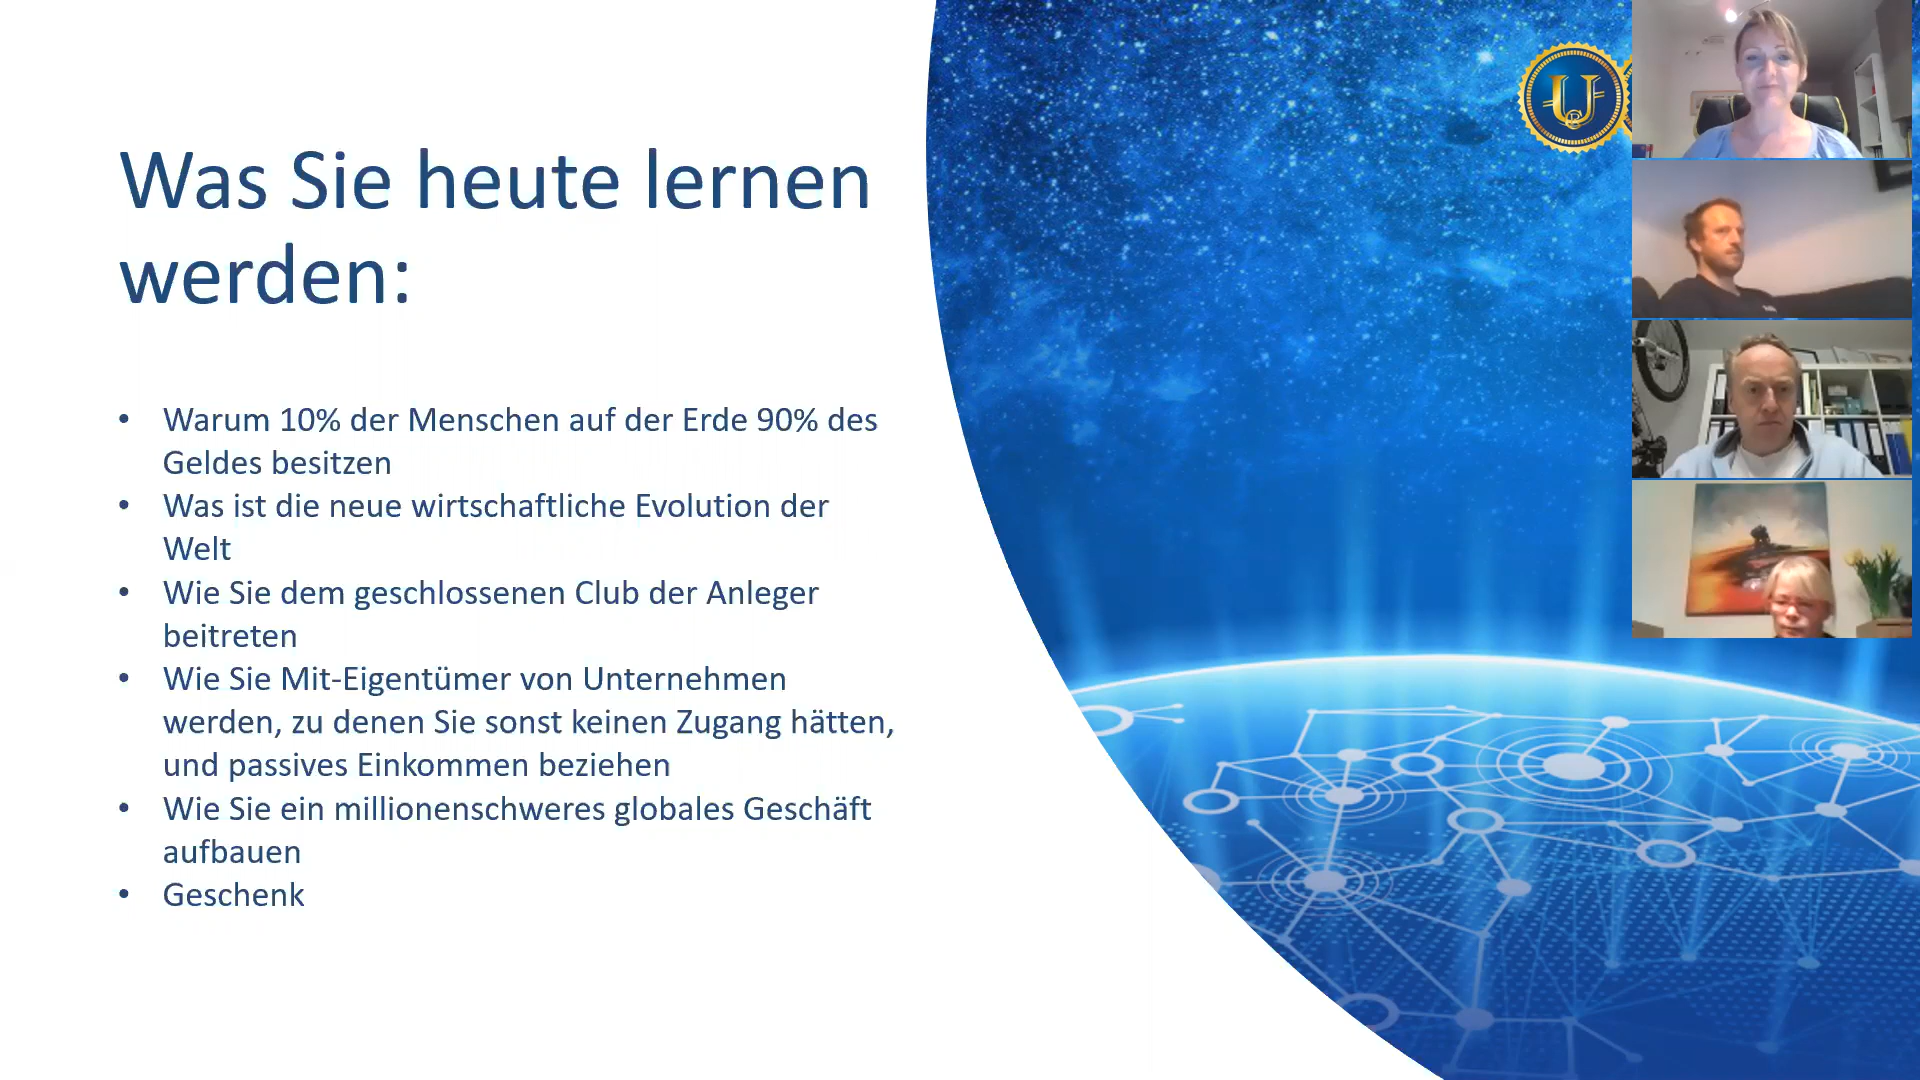 Was Sie heute lernen
werden:
• Warum 10% der Menschen auf der Erde 90% des
Geldes besitzen
• Was ist die neue wirtschaftliche Evolution der
Welt
• Wie Sie dem geschlossenen Club der Anleger
beitreten
• Wie Sie Mit-Eigentümer von Unternehmen
werden, zu denen Sie sonst keinen Zugang hätten,
und passives Einkommen beziehen
• Wie Sie ein millionenschweres globales Geschäft
aufbauen
• Geschenk